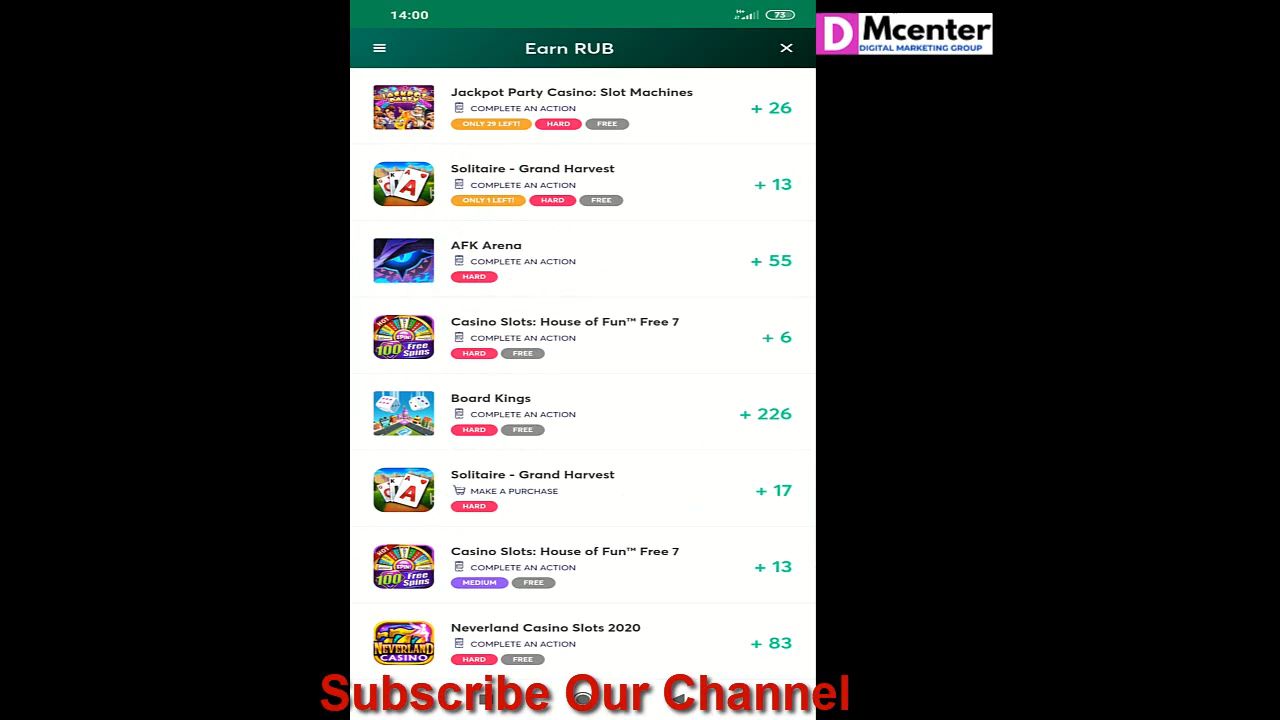 14:00
73
Earn RUB
DMcenter
DIGITAL MARKETING GROUP
Jackpot Party Casino: Slot Machines
COMPLETE AN ACTION
+ 26
ONLY 29 LEFT! HARD FREE
Solitaire - Grand Harvest
COMPLETE AN ACTION
+ 13
ONLY 1 LEFT! HARD FREE
AFK Arena
COMPLETE AN ACTION
+ 55
HARD
Casino Slots: House of Fun™ Free 7
COMPLETE AN ACTION
+ 6
HARD FREE
Board Kings
COMPLETE AN ACTION
+ 226
HARD FREE
Solitaire - Grand Harvest
MAKE A PURCHASE
+ 17
HARD
Casino Slots: House of Fun™ Free 7
COMPLETE AN ACTION
+ 13
MEDIUM FREE
Neverland Casino Slots 2020
COMPLETE AN ACTION
+ 83
HARD FREE
Subscribe Our Channel